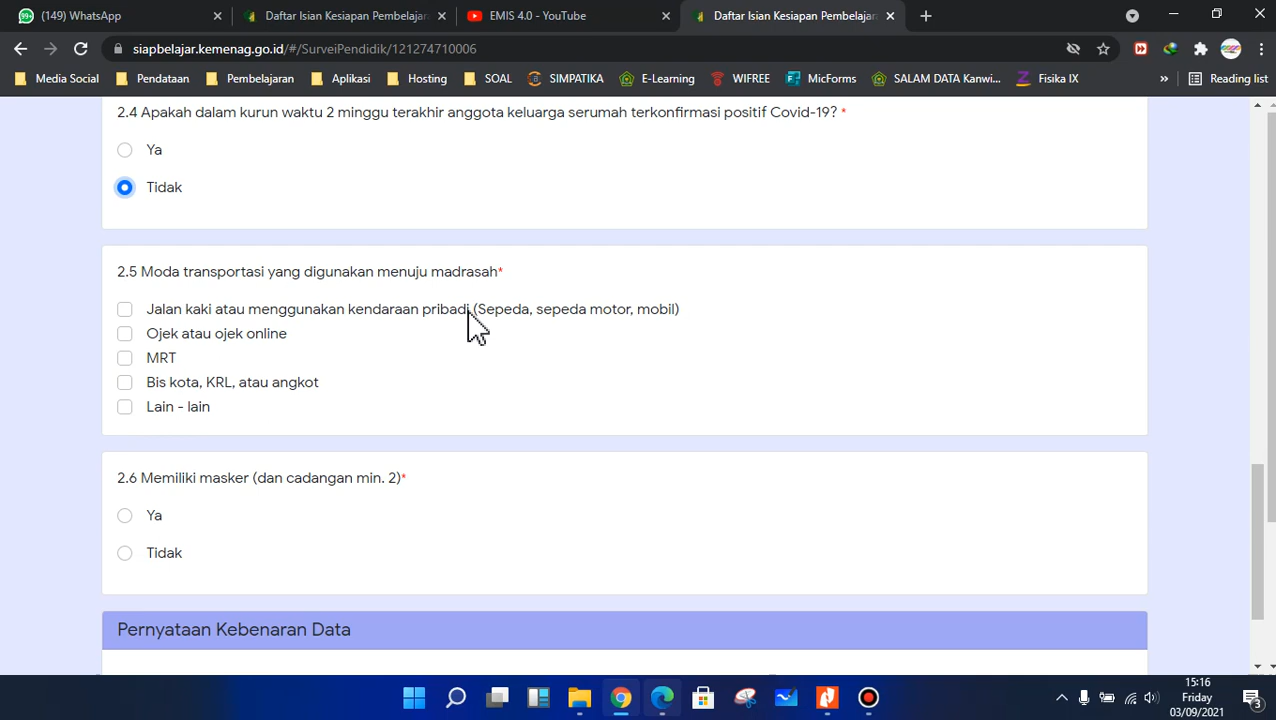 99+ (149) WhatsApp
Daftar Isian Kesiapan Pembelajar
EMIS 4.0 - YouTube
Daftar Isian Kesiapan Pembelajar
siapbelajar.kemenag.go.id/#/SurveiPendidik/121274710006
Media Social
Pendataan
Pembelajaran
Aplikasi
Hosting
SOAL
SIMPATIKA
E-Learning
WIFREE
MicForms
SALAM DATA Kanwi...
Fisika IX
»
Reading list
2.4 Apakah dalam kurun waktu 2 minggu terakhir anggota keluarga serumah terkonfirmasi positif Covid-19? *
Ya
Tidak
2.5 Moda transportasi yang digunakan menuju madrasah*
Jalan kaki atau menggunakan kendaraan pribadi (Sepeda, sepeda motor, mobil)
Ojek atau ojek online
MRT
Bis kota, KRL, atau angkot
Lain - lain
2.6 Memiliki masker (dan cadangan min. 2)*
Ya
Tidak
Pernyataan Kebenaran Data
15:16
Friday
03/09/2021
3